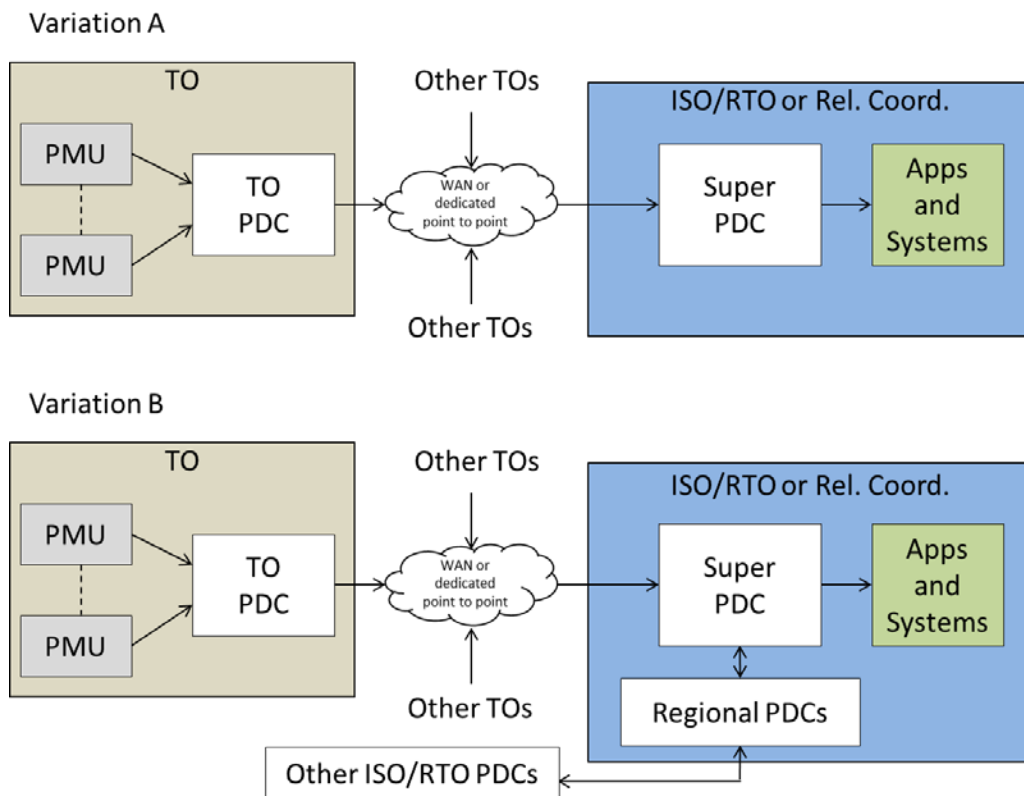 Variation A
TO
PMU
PMU
TO
PDC
Other TOs
WAN or
dedicated
point to point
Other TOs
ISO/RTO or Rel. Coord.
Super
PDC
Apps
and
Systems
Variation B
TO
PMU
PMU
TO
PDC
Other TOs
WAN or
dedicated
point to point
Other TOs
ISO/RTO or Rel. Coord.
Super
PDC
Apps
and
Systems
Regional PDCs
Other ISO/RTO PDCs